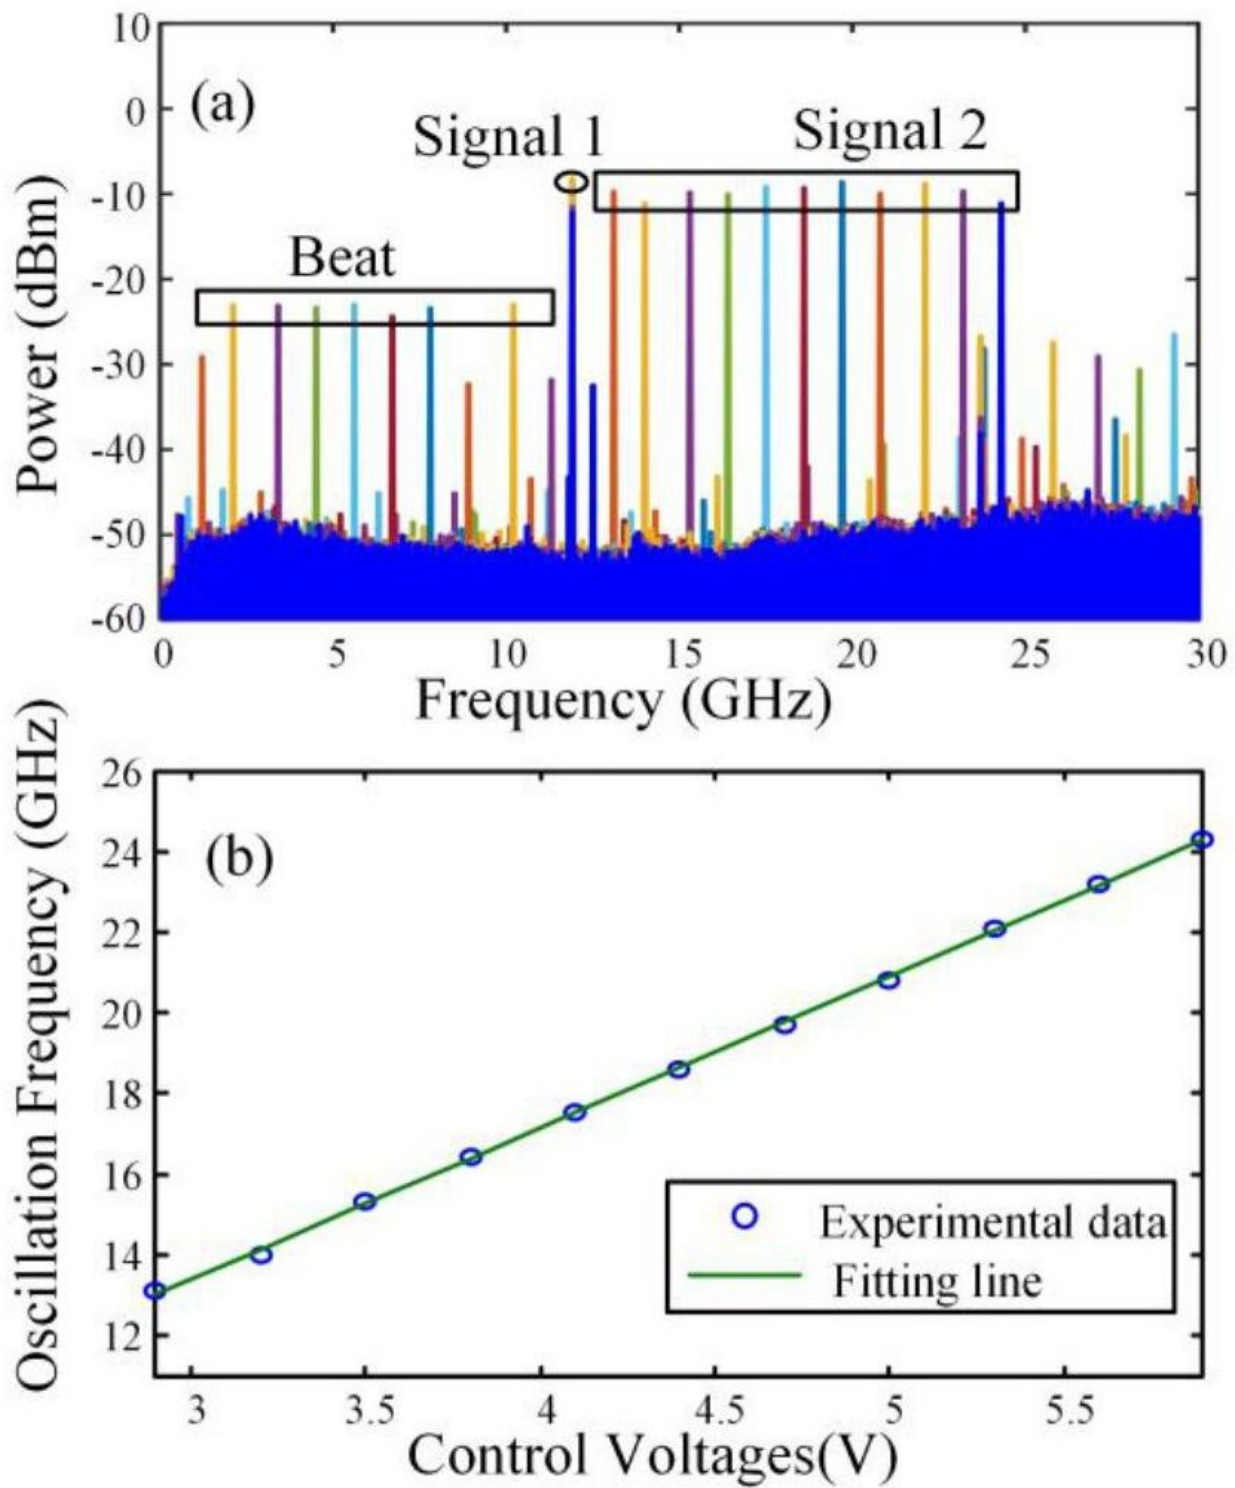 10
(a)
0
Signal 1
Signal 2
-10
Beat
-20
-30
-40
-50
-60
0 5 10 15 20 25 30
Power (dBm)
Frequency (GHz)
26
(b)
24
22
20
18
16
14
12
Experimental data
Fitting line
3 3.5 4 4.5 5 5.5
Oscillation Frequency (GHz)
Control Voltages(V)